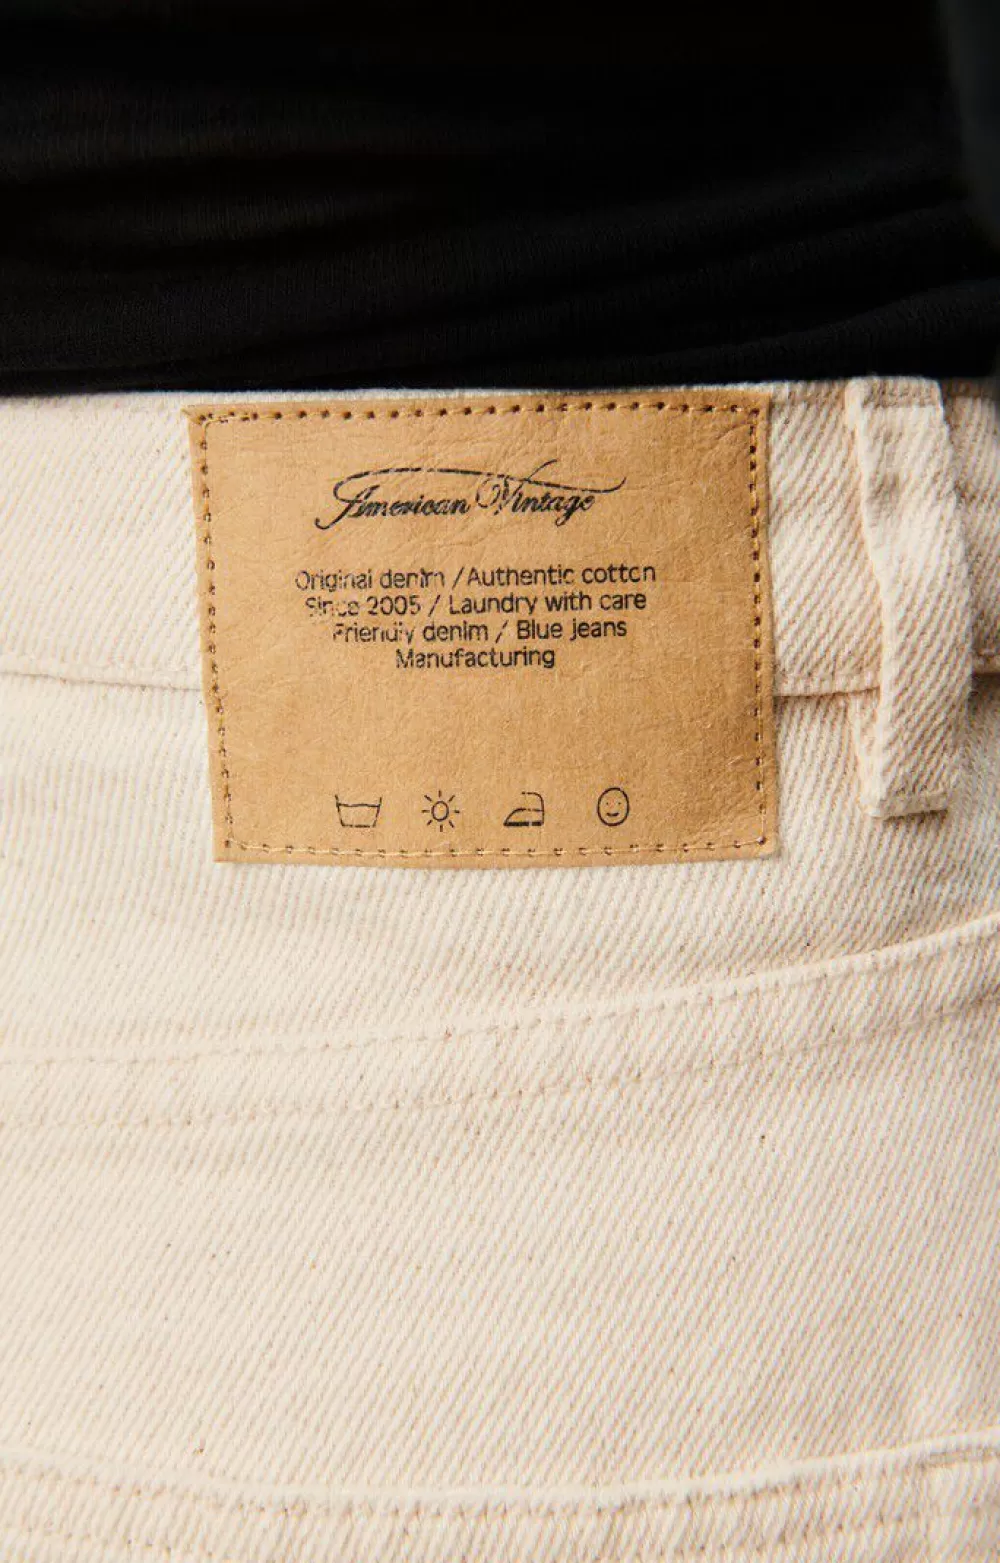 American Vintage
Original denim / Authentic cotton
Since 2005 / Laundry with care
Friendly denim / Blue jeans
Manufacturing